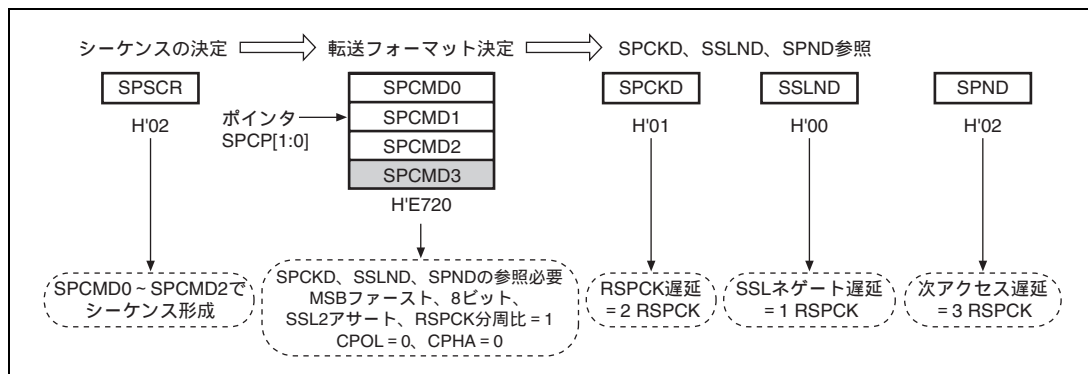 シーケンスの決定
転送フォーマット決定
SPCKD、SSLND、SPND参照
SPSCR
H'02
ポインタ
SPCP[1:0]
SPCMD0
SPCMD1
SPCMD2
SPCMD3
H'E720
SPCKD
H'01
SSLND
H'00
SPND
H'02
SPCMD0~SPCMD2で
シーケンス形成
SPCKD、SSLND、SPNDの参照必要
MSBファースト、8ビット、
SSL2アサート、RSPCK分周比 = 1
CPOL = 0、CPHA = 0
RSPCK遅延
= 2 RSPCK
SSLネゲート遅延
= 1 RSPCK
次アクセス遅延
= 3 RSPCK